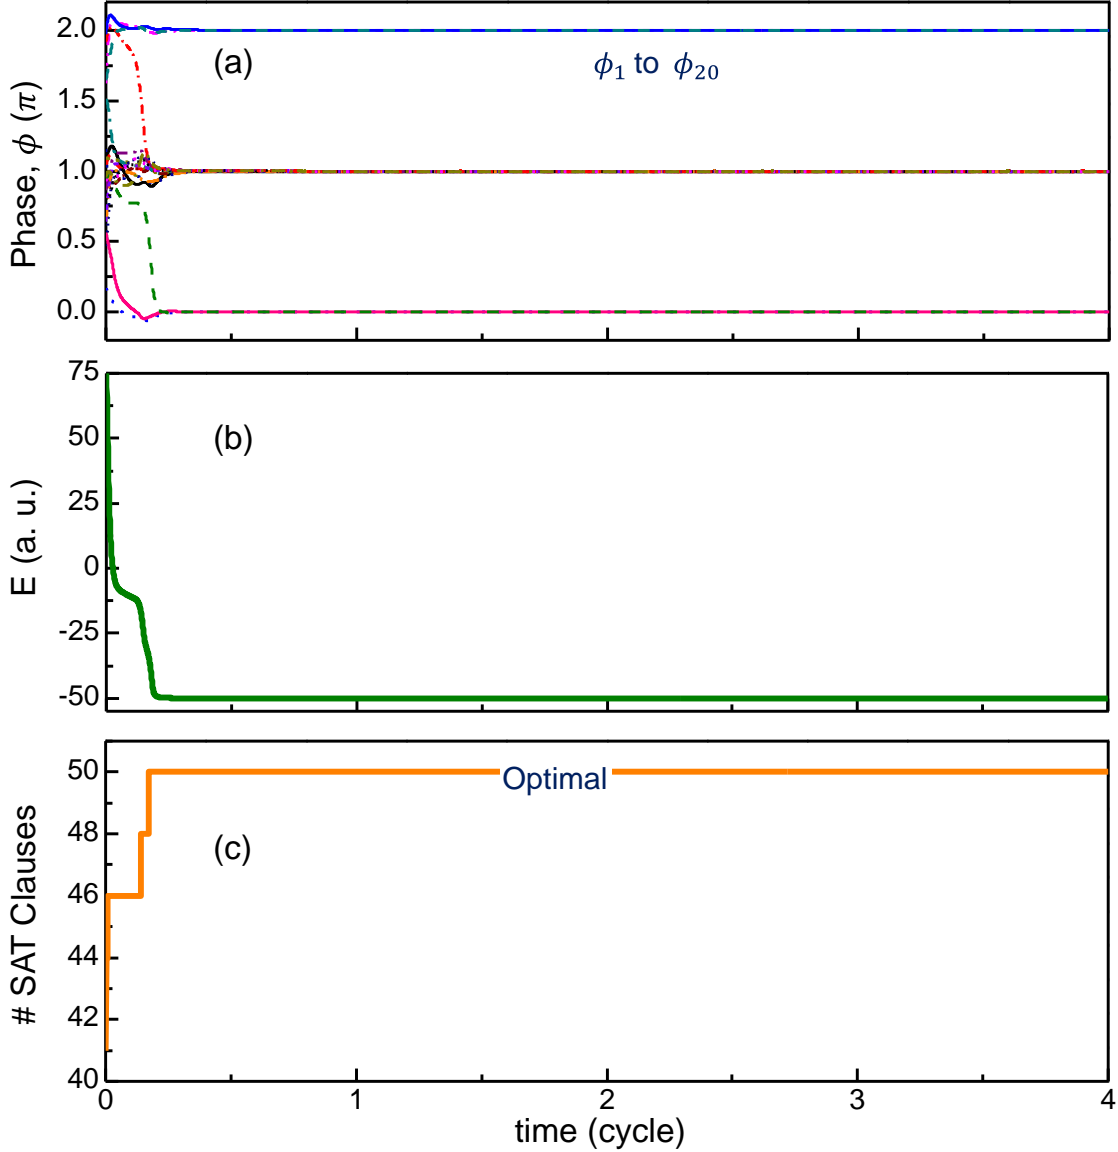 2.0
1.5
1.0
0.5
0.0
Phase, ϕ (π)
(a)
ϕ₁ to ϕ₂₀
75
50
25
0
-25
-50
E (a. u.)
(b)
50
48
46
44
42
40
# SAT Clauses
Optimal
(c)
0 1 2 3 4
time (cycle)